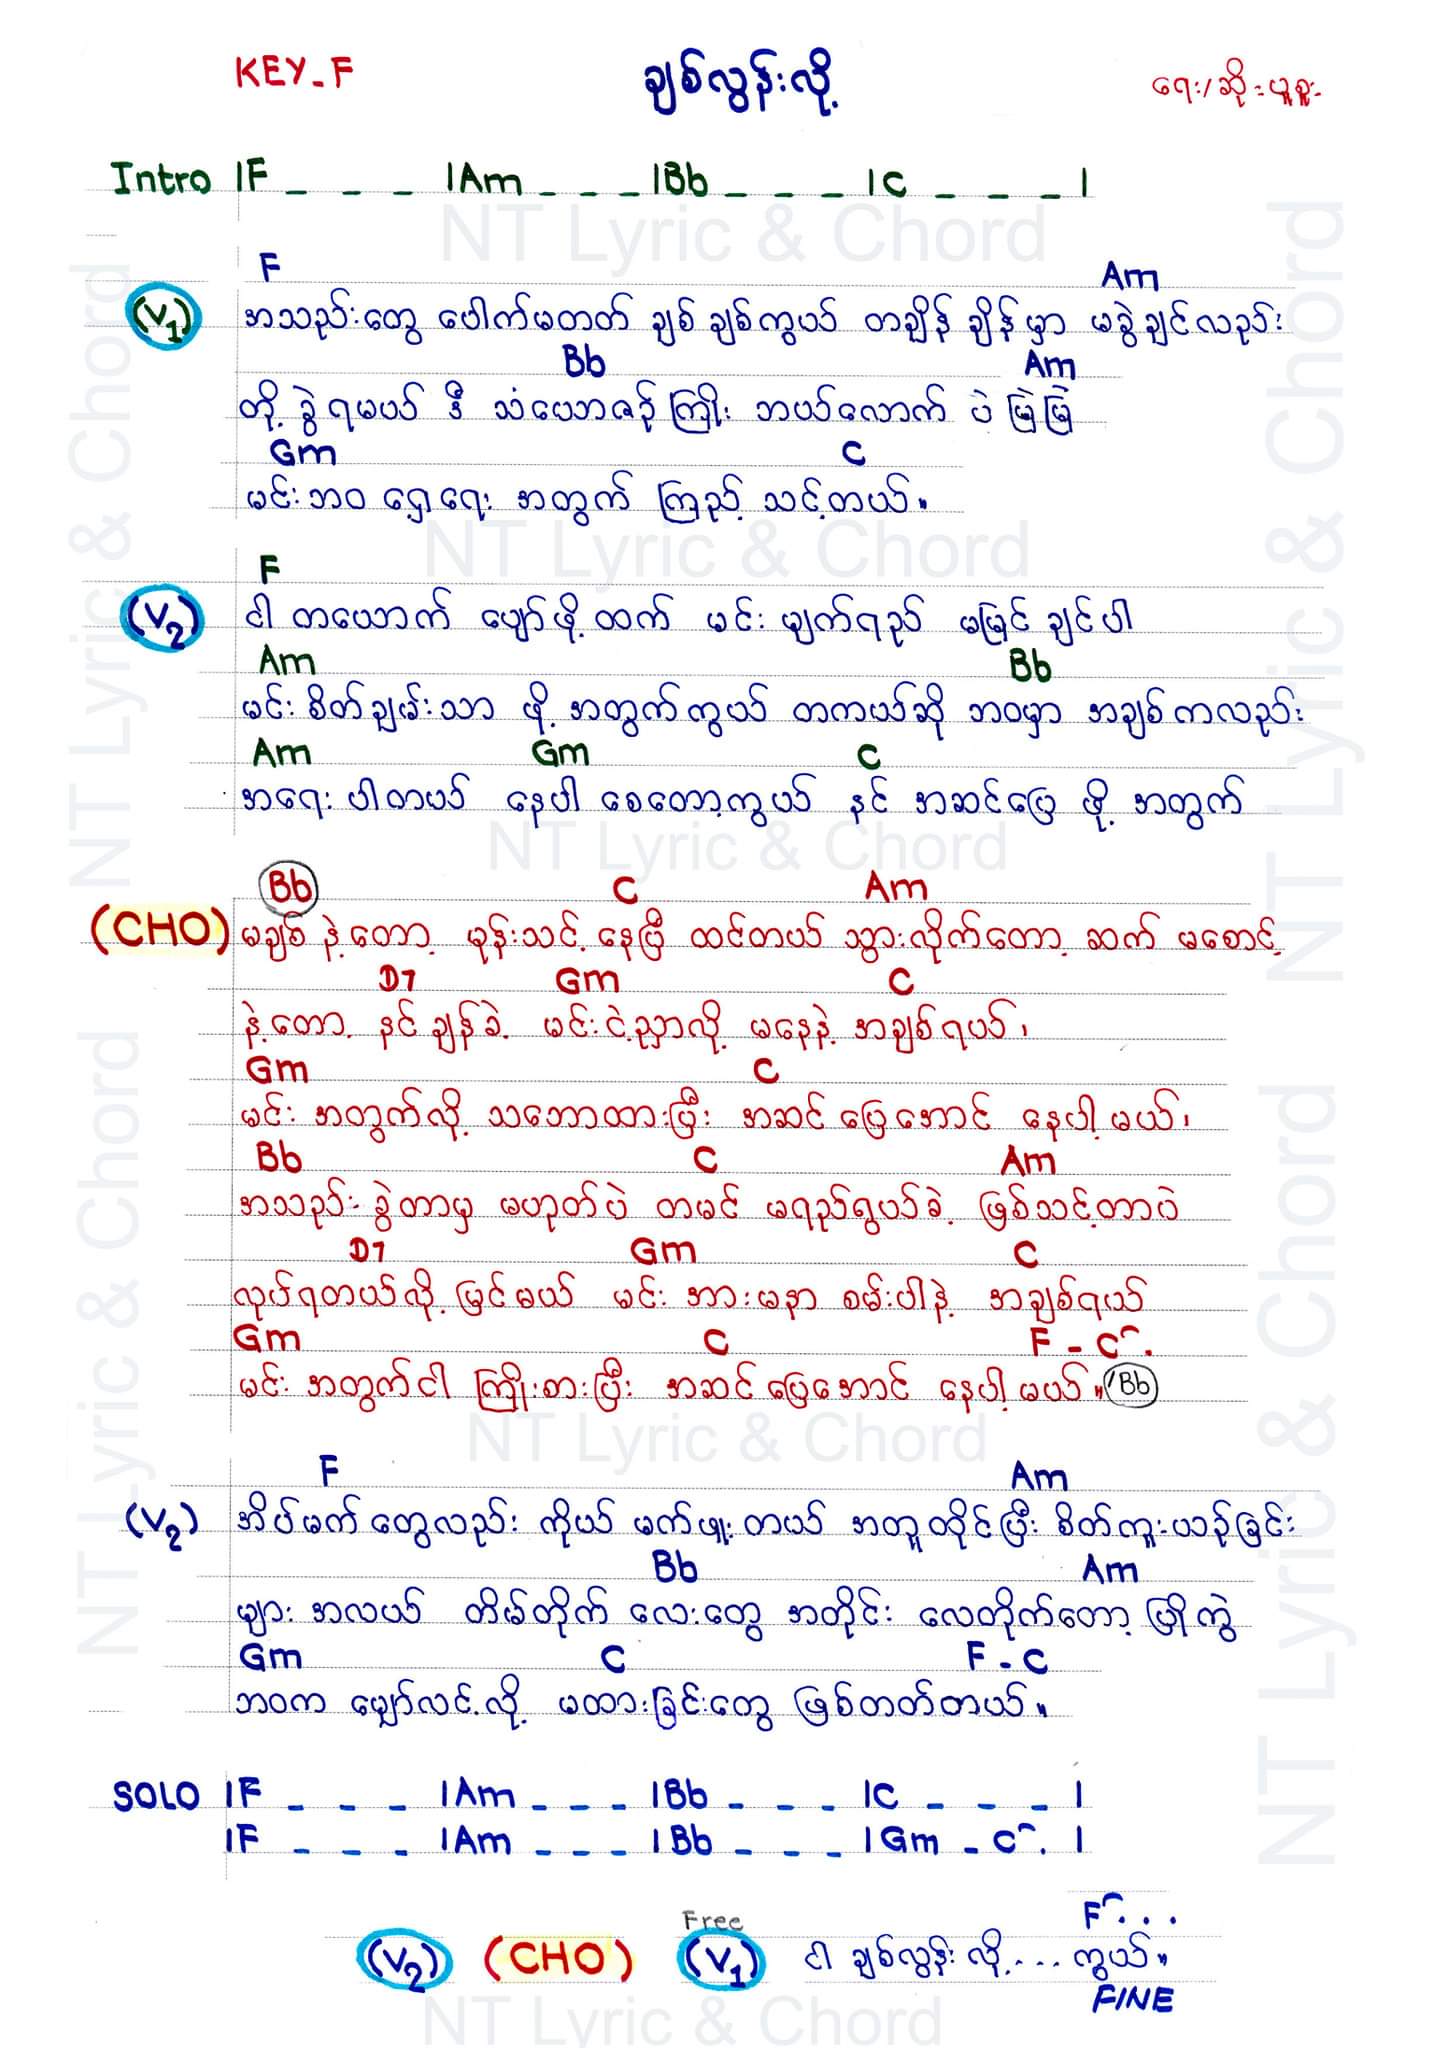 KEY-F
ချစ်လွန်းလို့
ရေး/ဆို - ယူစူး
Intro |F _ _ _ |Am _ _ _ |Bb _ _ _ |C _ _ _ |
F Am
(V1) အသည်းတွေ ပေါက်မတတ် ချစ် ချစ်ကွယ် တချိန် ချိန်မှာ မခွဲချင်လည်း
Bb Am
တို့ ခွဲရမယ် ဒီ သံယောဇဉ်ကြိုး ဘယ်လောက် ပဲ မြဲမြဲ
Gm C
မင်းဘဝ ရှေ့ရေး အတွက် ကြည့် သင့်တယ်။
F
(V2) ငါ တယောက် ပျော်ဖို့ထက် မင်း မျက်ရည် မမြင် ချင်ပါ
Am Bb
မင်း စိတ်ချမ်းသာ ဖို့ အတွက်ကွယ် တကယ်ဆို ဘဝမှာ အချစ်ကလည်း
Am Gm C
အရေး ပါတယ် နေပါ စေတော့ကွယ် နင် အဆင်ပြေ ဖို့ အတွက်
Bb C Am
(CHO) မချစ် နဲ့တော့ မုန်းသင့် နေပြီ ထင်တယ် သွားလိုက်တော့ ဆက် မစောင့်
D7 Gm C
နဲ့တော့ နင် ချန်ခဲ့ မင်းငဲ့ညှာလို့ မနေနဲ့ အချစ်ရယ်၊
Gm C
မင်း အတွက်လို့ သဘောထားပြီး အဆင်ပြေအောင် နေပါ့မယ်၊
Bb C Am
အသည်း ခွဲတာမှ မဟုတ်ပဲ တမင် မရည်ရွယ်ခဲ့ ဖြစ်သင့်တာပဲ
D7 Gm C
လုပ်ရတယ်လို့ မြင်မယ် မင်း အားမနာ စမ်းပါနဲ့ အချစ်ရယ်
Gm C F - C .
မင်း အတွက်ငါ ကြိုးစားပြီး အဆင်ပြေအောင် နေပါ့မယ်။ Bb
F Am
(V2) အိပ်မက်တွေလည်း ကိုယ် မက်ဖူးတယ် အတူတိုင်ပြီး စိတ်ကူးယဉ်ခြင်း
Bb Am
များ အလယ် တိမ်တိုက် လေးတွေ အတိုင်း လေတိုက်တော့ ပြိုကွဲ
Gm C F - C
ဘဝက မျှော်လင့်လို့ မထားခြင်းတွေ ဖြစ်တတ်တယ်။
SOLO |F _ _ _ |Am _ _ _ |Bb _ _ _ |C _ _ _ |
|F _ _ _ |Am _ _ _ |Bb _ _ _ |Gm - C . |
Free F . . .
(V2) (CHO) (V1) ငါ ချစ်လွန်း လို့.... ကွယ်။
FINE
NT Lyric & Chord